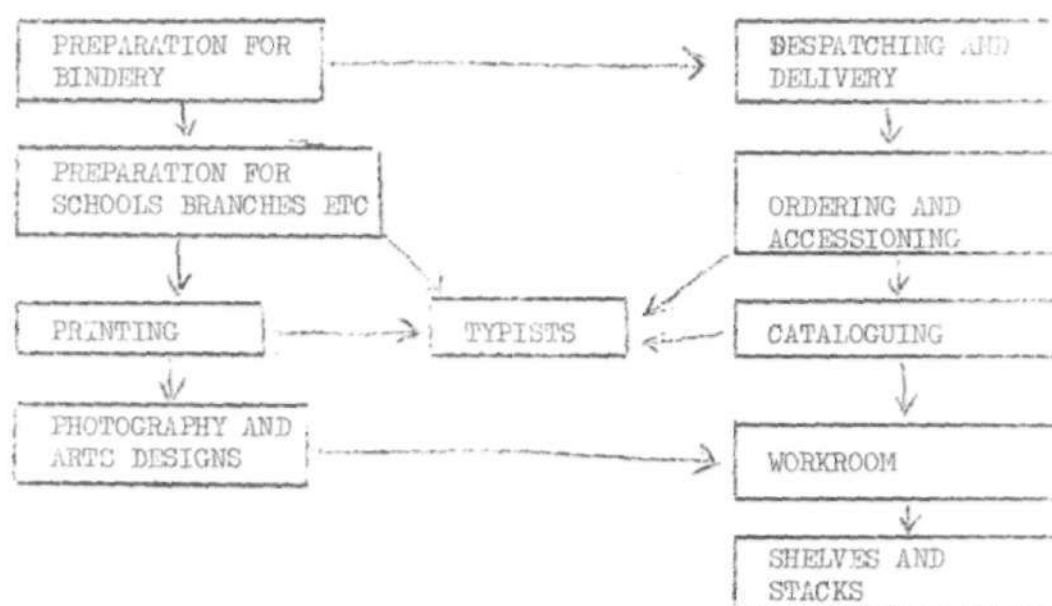 PREPARATION FOR
BINDERY
DESPATCHING AND
DELIVERY
PREPARATION FOR
SCHOOLS BRANCHES ETC
ORDERING AND
ACCESSIONING
PRINTING
TYPISTS
CATALOGUING
PHOTOGRAPHY AND
ARTS DESIGNS
WORKROOM
SHELVES AND
STACKS